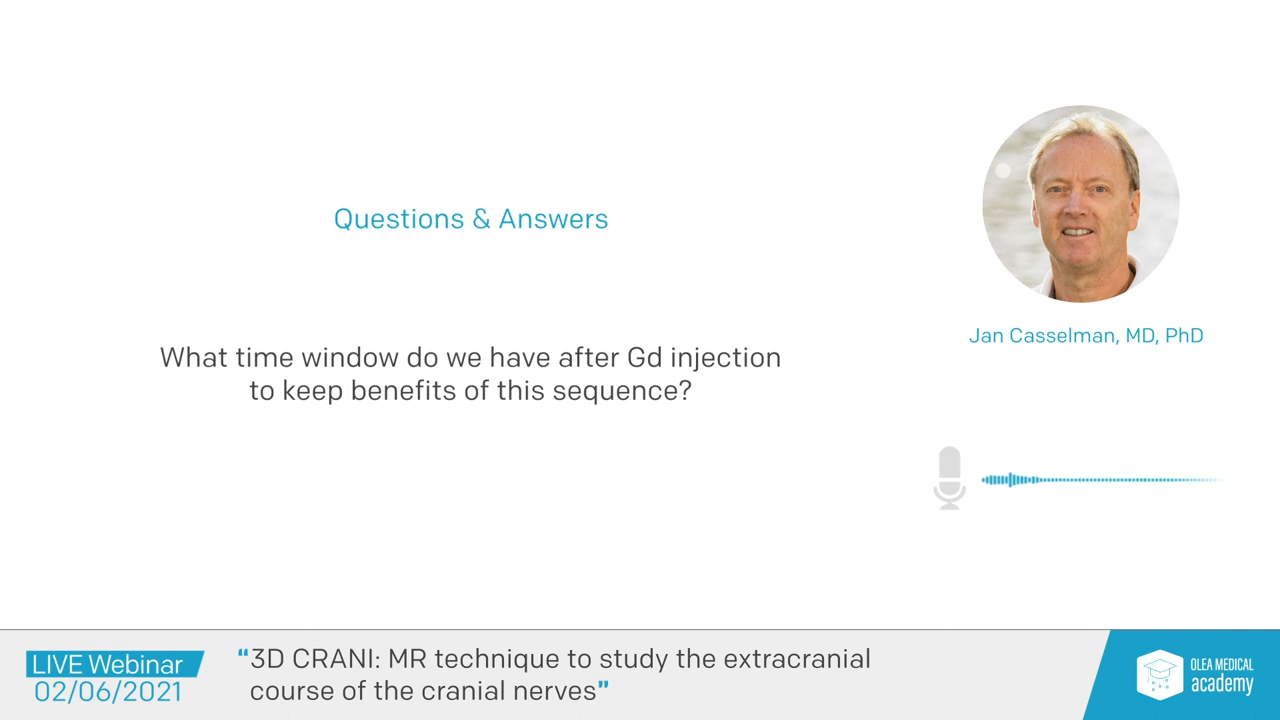 Questions & Answers
What time window do we have after Gd injection
to keep benefits of this sequence?
Jan Casselman, MD, PhD
LIVE Webinar
02/06/2021
“3D CRANI: MR technique to study the extracranial
course of the cranial nerves”
OLEA MEDICAL
academy